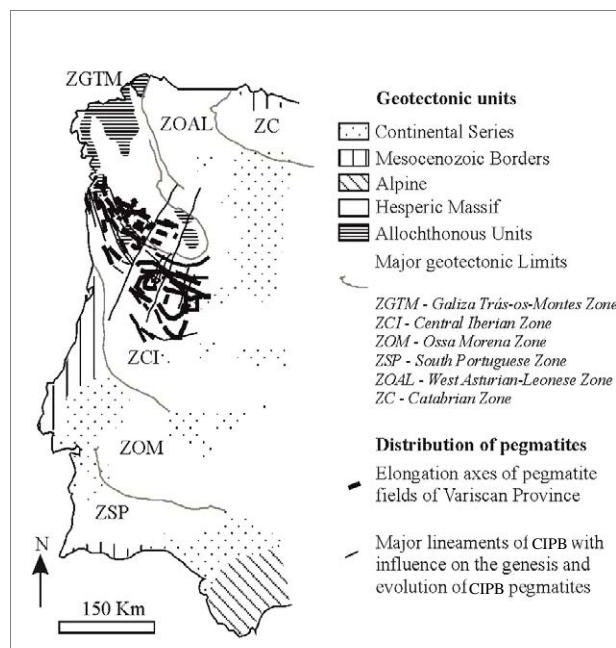 ZGTM
ZOAL
ZC
ZCI
ZOM
ZSP
N
150 Km
Geotectonic units
Continental Series
Mesocenozoic Borders
Alpine
Hesperic Massif
Allochthonous Units
Major geotectonic Limits
ZGTM - Galiza Trás-os-Montes Zone
ZCI - Central Iberian Zone
ZOM - Ossa Morena Zone
ZSP - South Portuguese Zone
ZOAL - West Asturian-Leonese Zone
ZC - Catabrian Zone
Distribution of pegmatites
Elongation axes of pegmatite
fields of Variscan Province
Major lineaments of CIPB with
influence on the genesis and
evolution of CIPB pegmatites